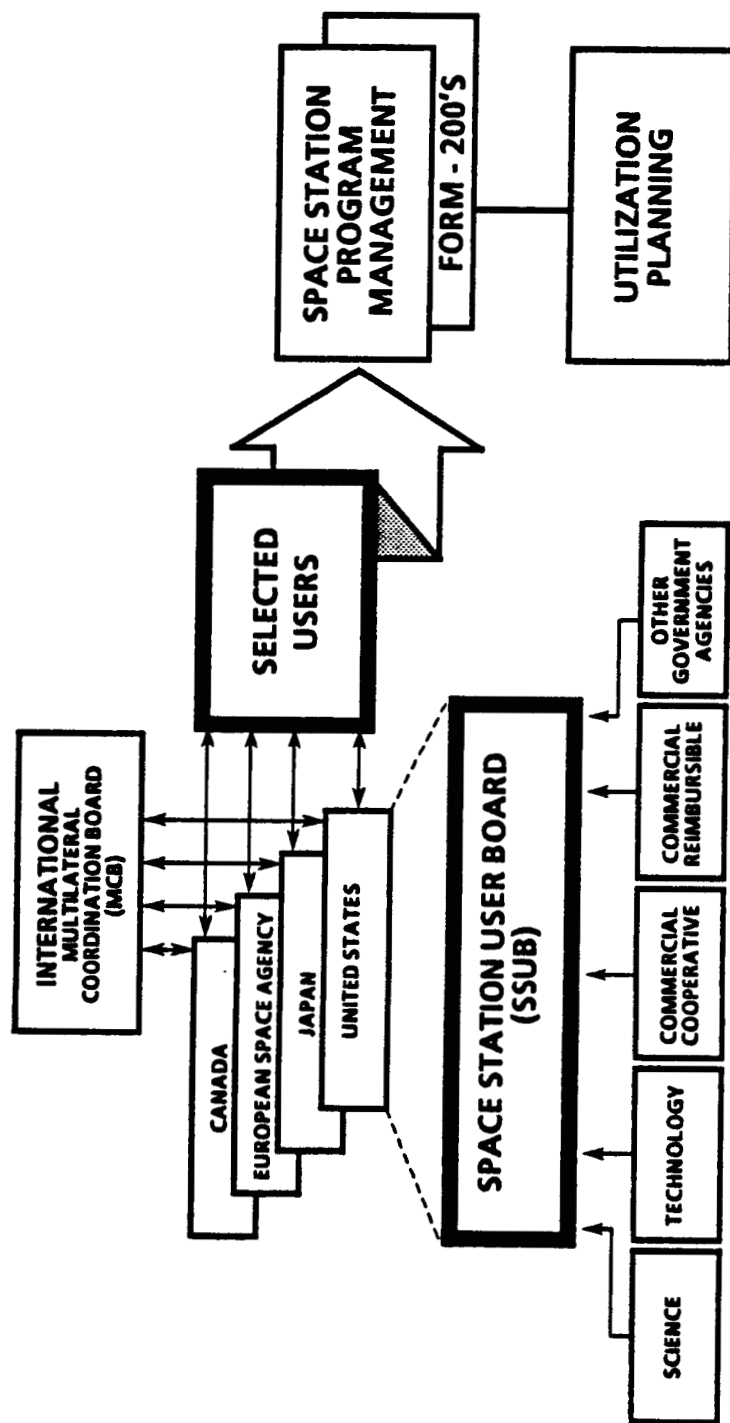 INTERNATIONAL
MULTILATERAL
COORDINATION BOARD
(MCB)
CANADA
EUROPEAN SPACE AGENCY
JAPAN
UNITED STATES
SELECTED
USERS
SPACE STATION
PROGRAM
MANAGEMENT
FORM - 200'S
UTILIZATION
PLANNING
SPACE STATION USER BOARD
(SSUB)
SCIENCE
TECHNOLOGY
COMMERCIAL
COOPERATIVE
COMMERCIAL
REIMBURSIBLE
OTHER
GOVERNMENT
AGENCIES